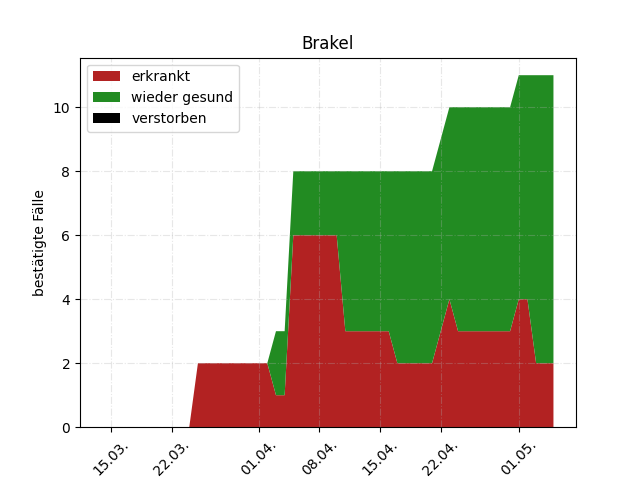 Brakel
erkrankt
wieder gesund
verstorben
bestätigte Fälle
10
8
6
4
2
0
15.03.
22.03.
01.04.
08.04.
15.04.
22.04.
01.05.